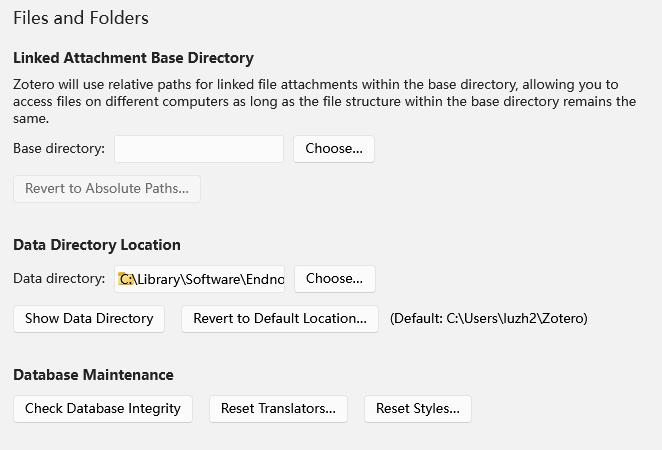 Files and Folders
Linked Attachment Base Directory
Zotero will use relative paths for linked file attachments within the base directory, allowing you to
access files on different computers as long as the file structure within the base directory remains the
same.
Base directory: Choose...
Revert to Absolute Paths...
Data Directory Location
Data directory: C:\Library\Software\Endno Choose...
Show Data Directory Revert to Default Location... (Default: C:\Users\luzh2\Zotero)
Database Maintenance
Check Database Integrity Reset Translators... Reset Styles...